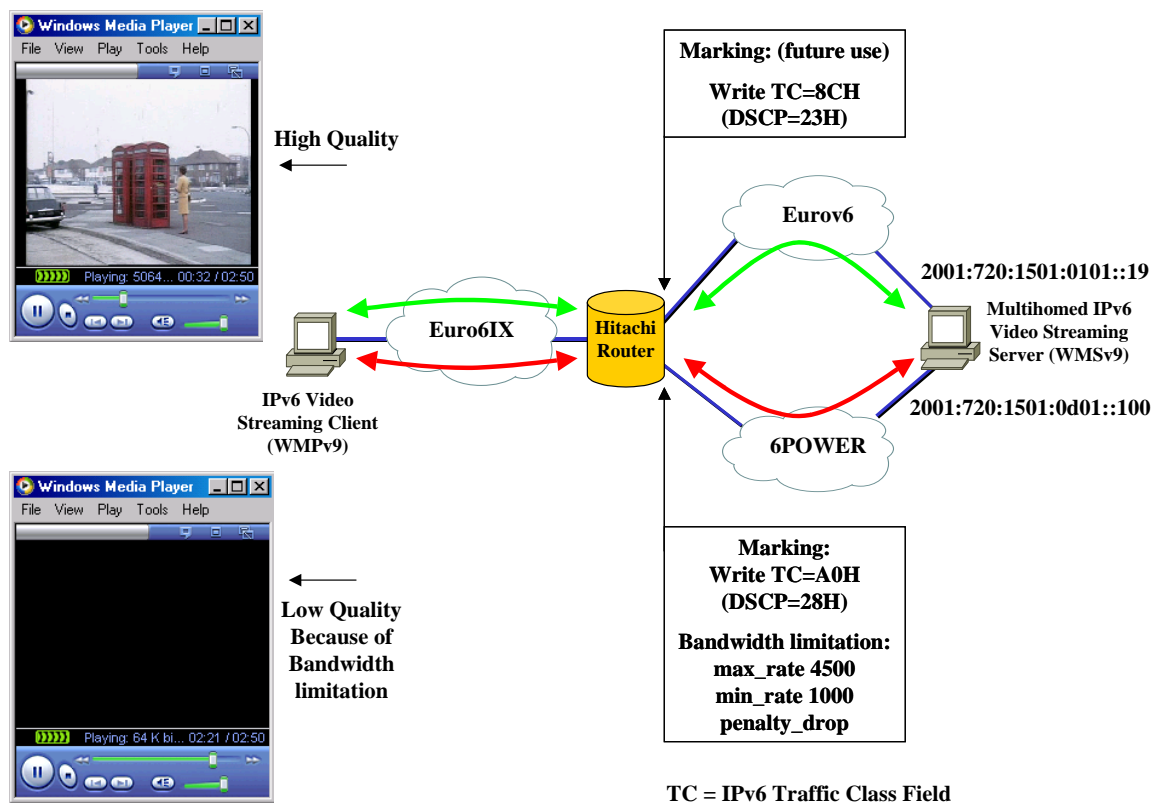 Windows Media Player
File View Play Tools Help
Playing: 5064... 00:32 / 02:50
High Quality
Marking: (future use)
Write TC=8CH
(DSCP=23H)
Eurov6
2001:720:1501:0101::19
Multihomed IPv6
Video Streaming
Server (WMSv9)
Euro6IX
Hitachi
Router
IPv6 Video
Streaming Client
(WMPv9)
2001:720:1501:0d01::100
6POWER
Windows Media Player
File View Play Tools Help
Playing: 64 K bi... 02:21 / 02:50
Low Quality
Because of
Bandwidth
limitation
Marking:
Write TC=A0H
(DSCP=28H)
Bandwidth limitation:
max_rate 4500
min_rate 1000
penalty_drop
TC = IPv6 Traffic Class Field